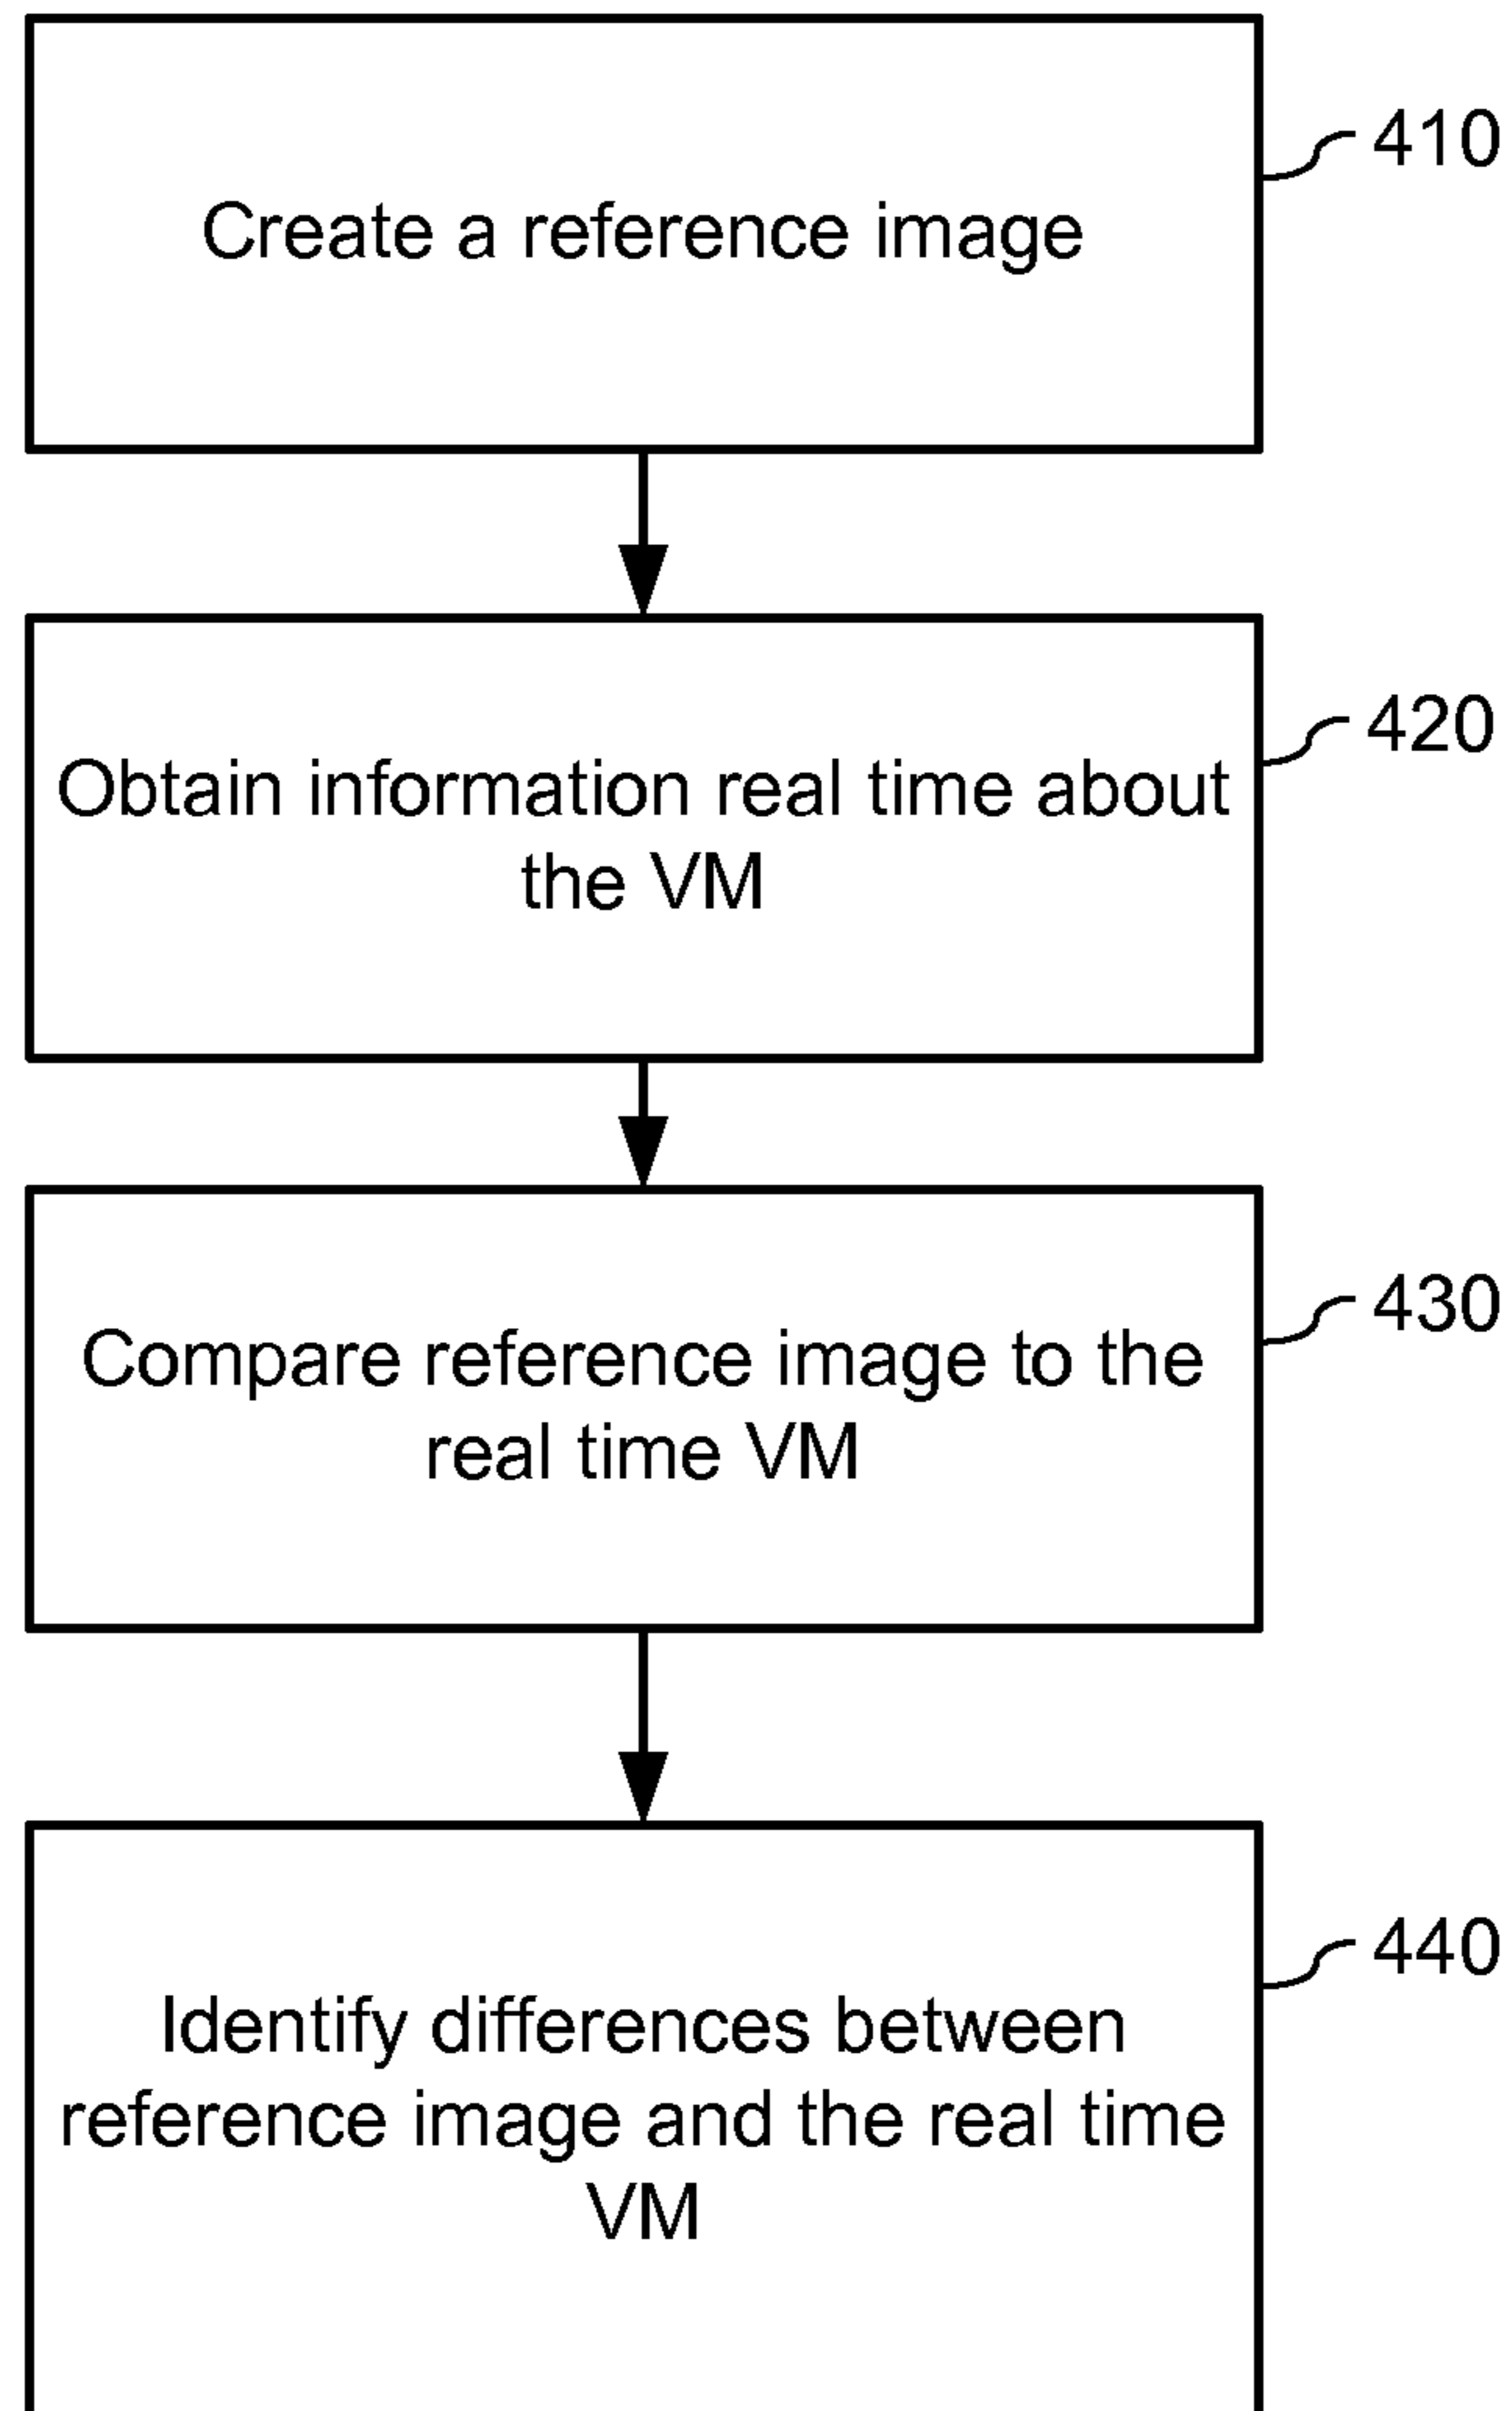 410
Create a reference image
420
Obtain information real time about
the VM
430
Compare reference image to the
real time VM
440
Identify differences between
reference image and the real time
VM